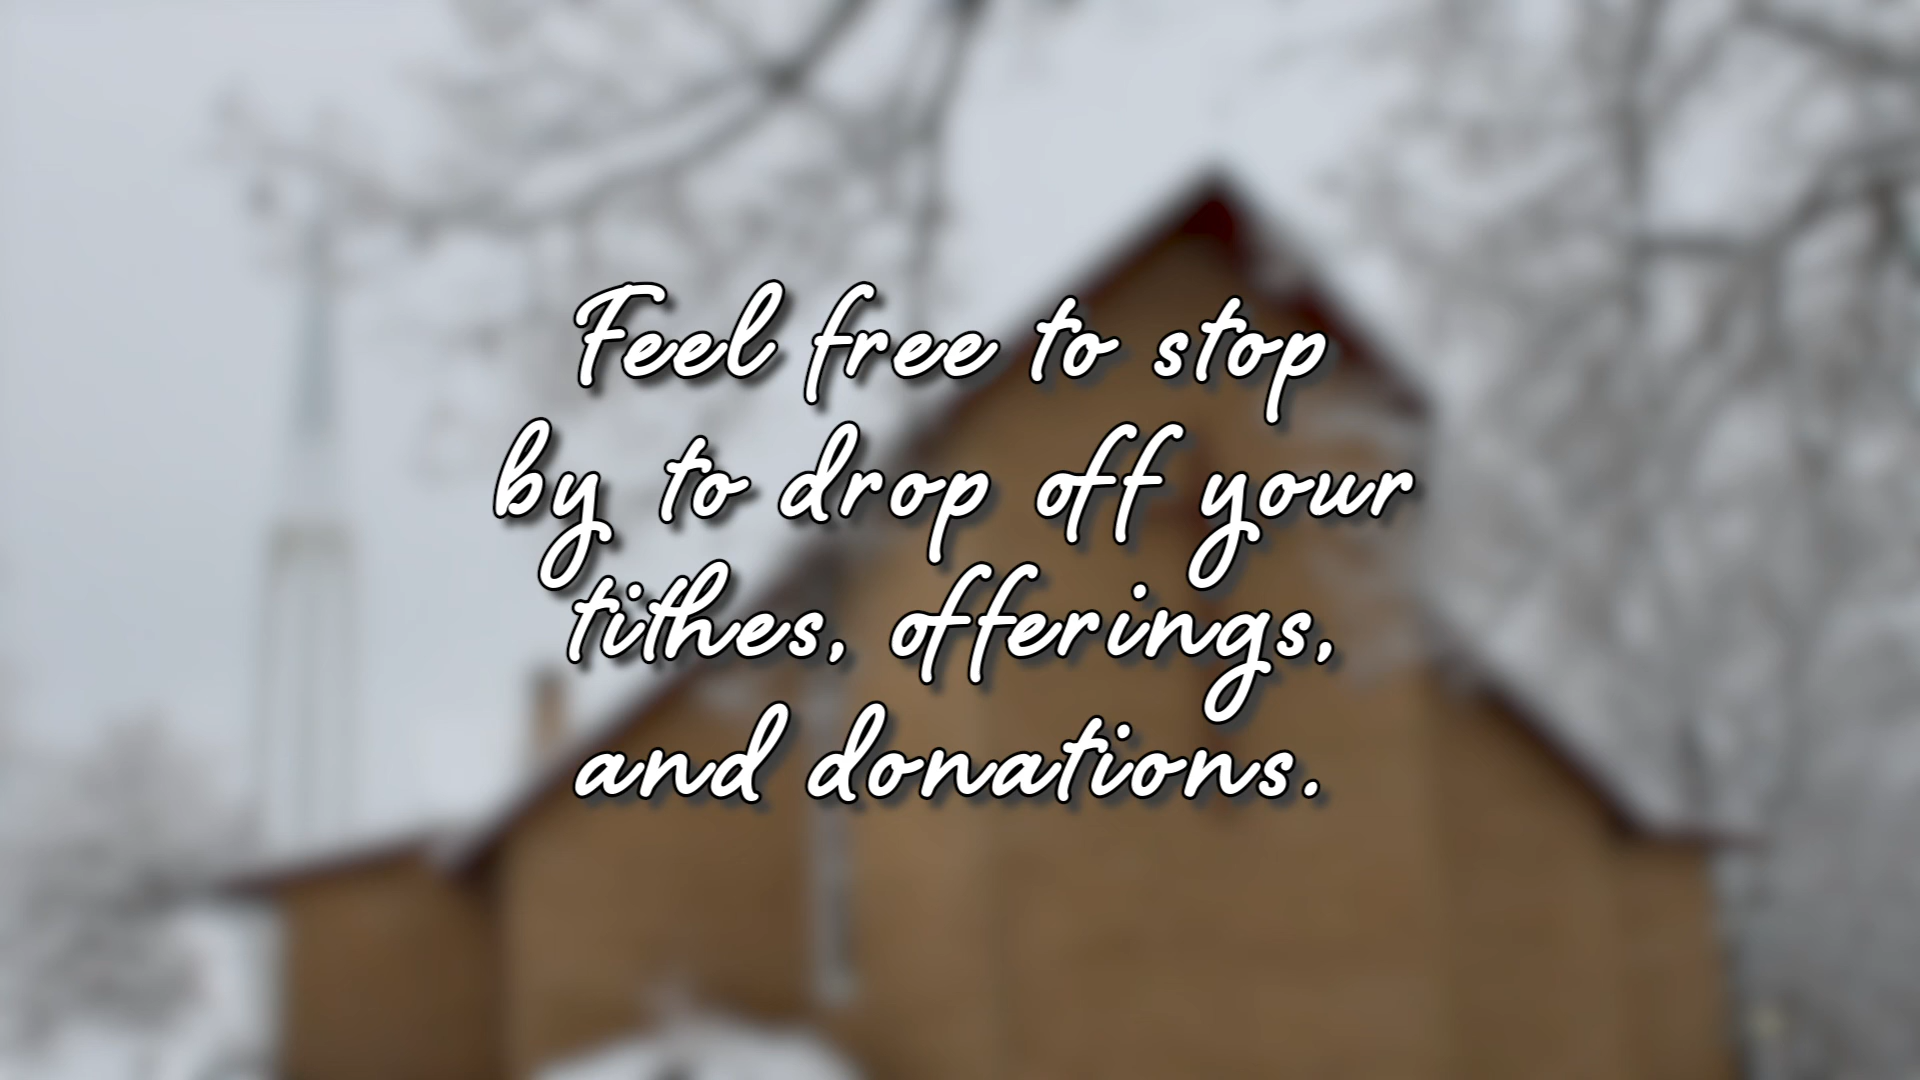 Feel free to stop
by to drop off your
tithes, offerings,
and donations.